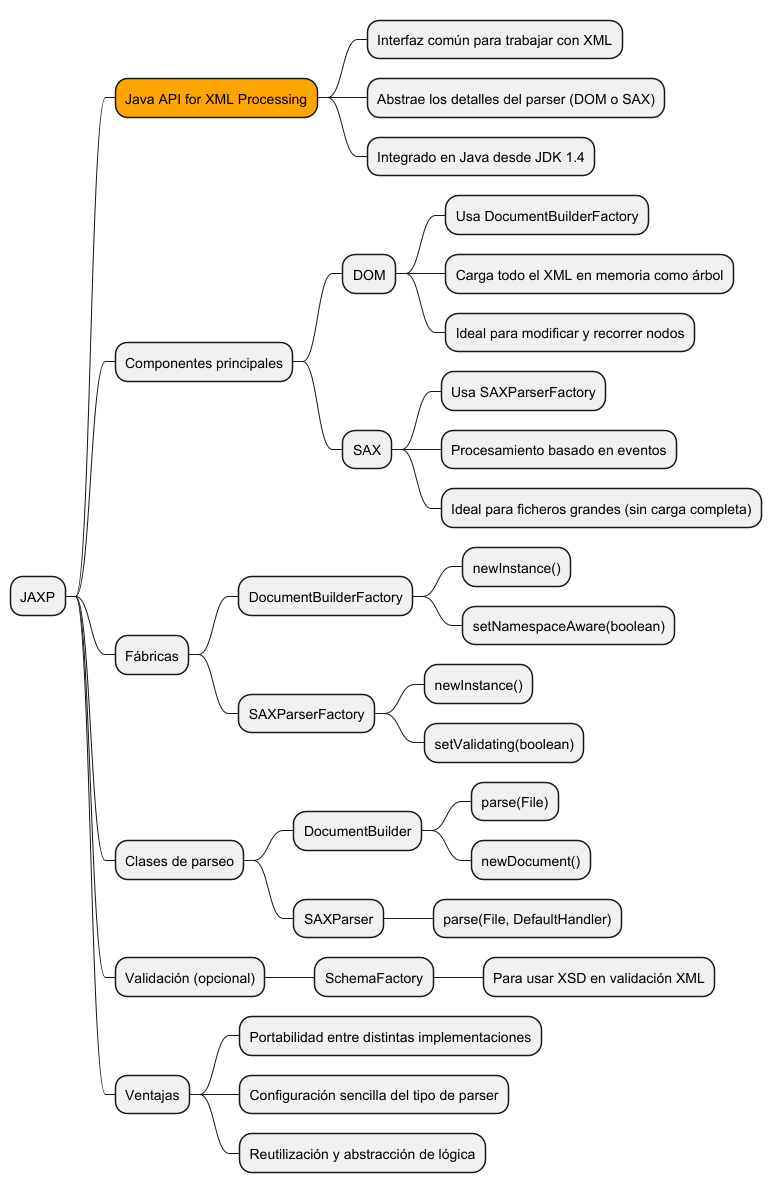 JAXP
Java API for XML Processing
Interfaz común para trabajar con XML
Abstrae los detalles del parser (DOM o SAX)
Integrado en Java desde JDK 1.4
Componentes principales
DOM
Usa DocumentBuilderFactory
Carga todo el XML en memoria como árbol
Ideal para modificar y recorrer nodos
SAX
Usa SAXParserFactory
Procesamiento basado en eventos
Ideal para ficheros grandes (sin carga completa)
Fábricas
DocumentBuilderFactory
newInstance()
setNamespaceAware(boolean)
SAXParserFactory
newInstance()
setValidating(boolean)
Clases de parseo
DocumentBuilder
parse(File)
newDocument()
SAXParser
parse(File, DefaultHandler)
Validación (opcional)
SchemaFactory
Para usar XSD en validación XML
Ventajas
Portabilidad entre distintas implementaciones
Configuración sencilla del tipo de parser
Reutilización y abstracción de lógica